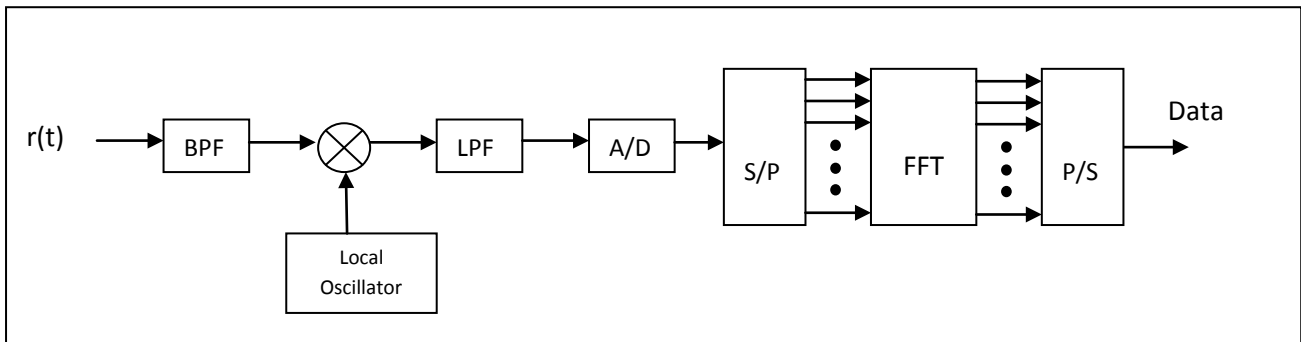 r(t)
BPF
LPF
A/D
S/P
FFT
P/S
Data
Local
Oscillator